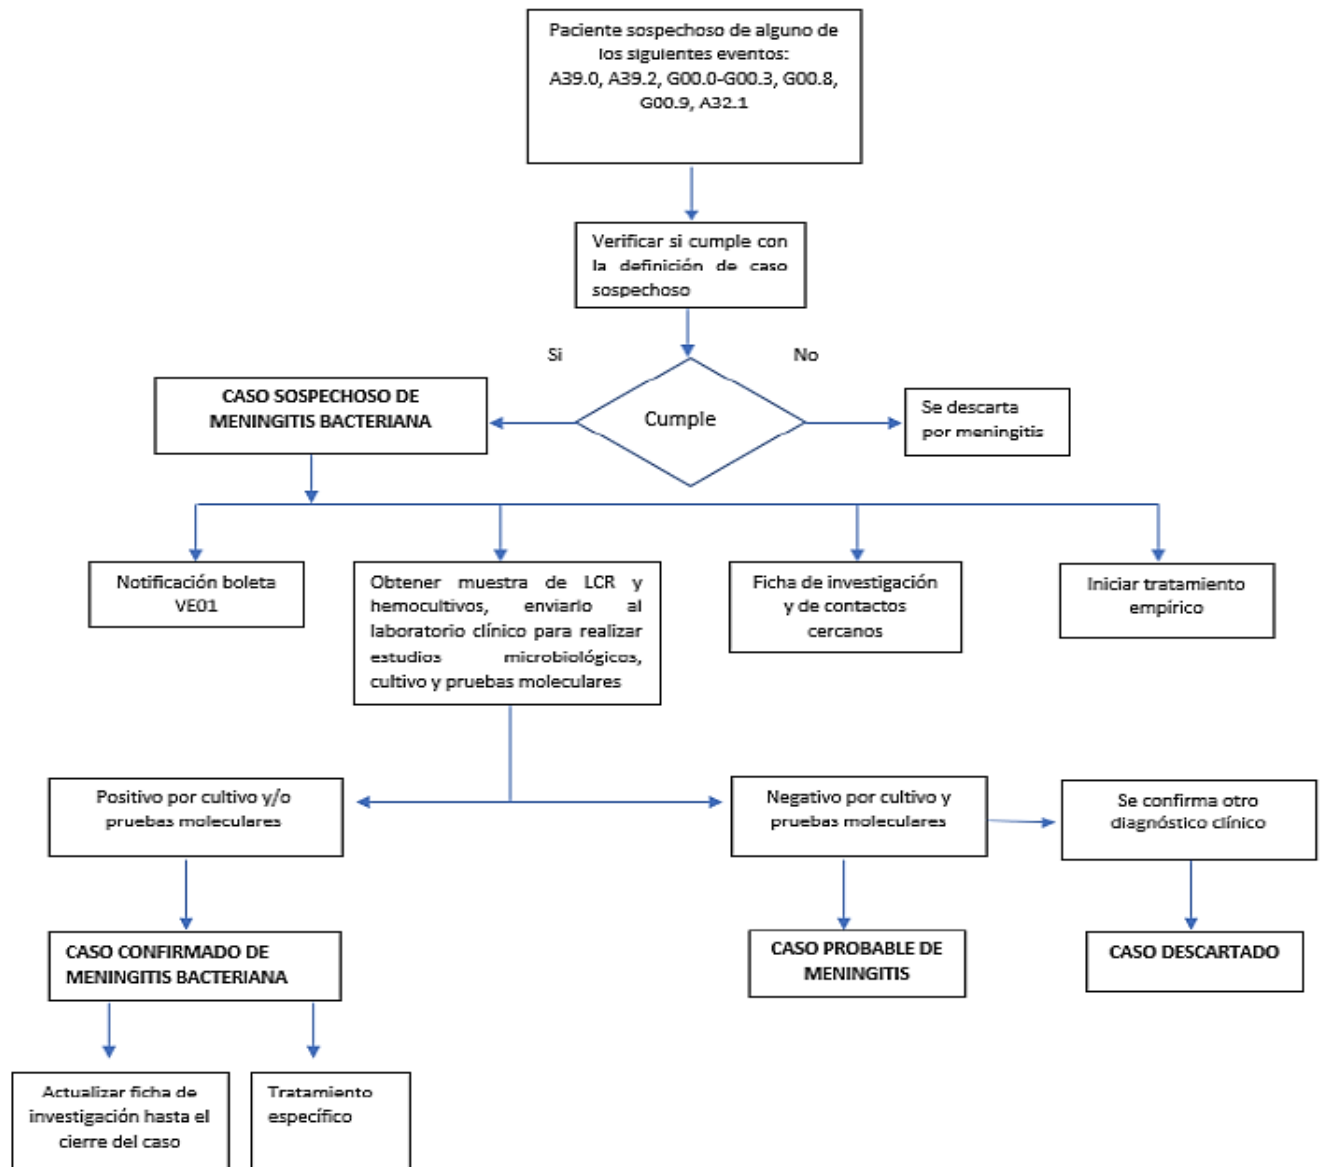 Paciente sospechoso de alguno de
los siguientes eventos:
A39.0, A39.2, G00.0-G00.3, G00.8,
G00.9, A32.1
Verificar si cumple con
la definición de caso
sospechoso
Si
No
Cumple
CASO SOSPECHOSO DE
MENINGITIS BACTERIANA
Se descarta
por meningitis
Notificación boleta
VE01
Obtener muestra de LCR y
hemocultivos, enviarlo al
laboratorio clínico para realizar
estudios microbiológicos,
cultivo y pruebas moleculares
Ficha de investigación
y de contactos
cercanos
Iniciar tratamiento
empírico
Positivo por cultivo y/o
pruebas moleculares
Negativo por cultivo y
pruebas moleculares
Se confirma otro
diagnóstico clínico
CASO CONFIRMADO DE
MENINGITIS BACTERIANA
CASO PROBABLE DE
MENINGITIS
CASO DESCARTADO
Actualizar ficha de
investigación hasta el
cierre del caso
Tratamiento
específico